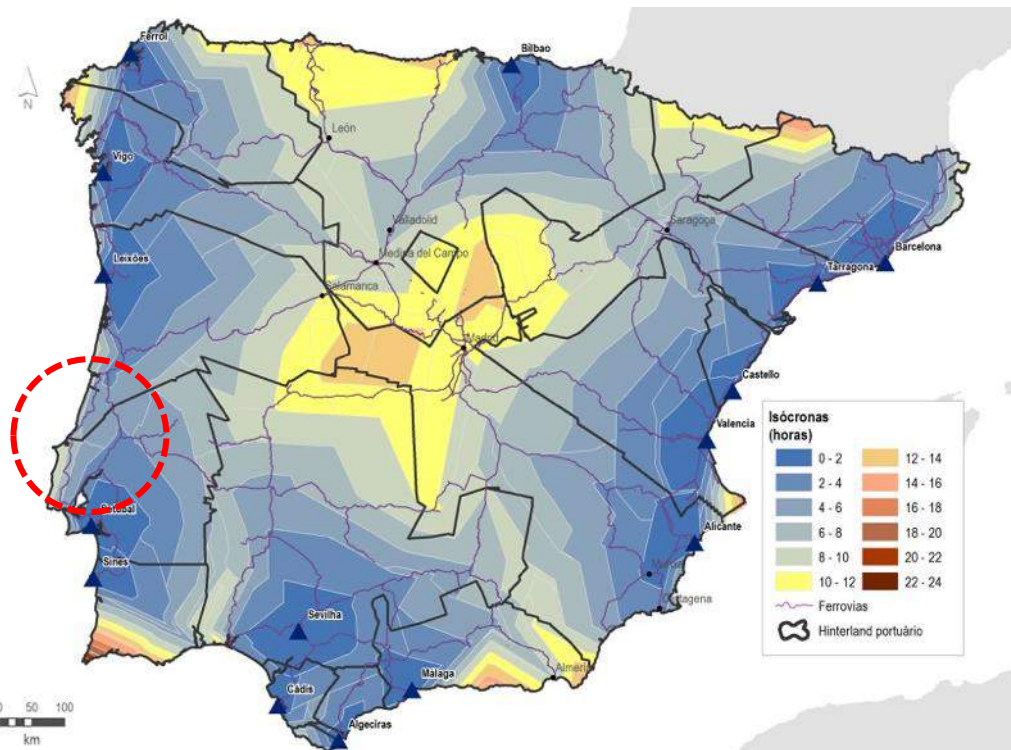 Ferrol
Bilbao
N
León
Vigo
Valladolid
Saragoça
Medina del Campo
Barcelona
Leixões
Tarragona
Salamanca
Madrid
Castello
Valencia
Isócronas
(horas)
0 - 2
2 - 4
4 - 6
6 - 8
8 - 10
10 - 12
12 - 14
14 - 16
16 - 18
18 - 20
20 - 22
22 - 24
Ferrovias
Hinterland portuário
Setúbal
Alicante
Sines
Sevilha
Almería
Málaga
Cádis
Algeciras
50 100
km